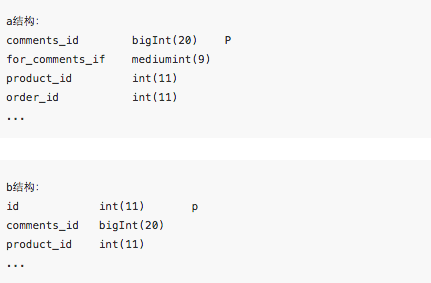 a结构:
comments_id bigInt(20) P
for_comments_if mediumint(9)
product_id int(11)
order_id int(11)
...
b结构:
id int(11) p
comments_id bigInt(20)
product_id int(11)
...